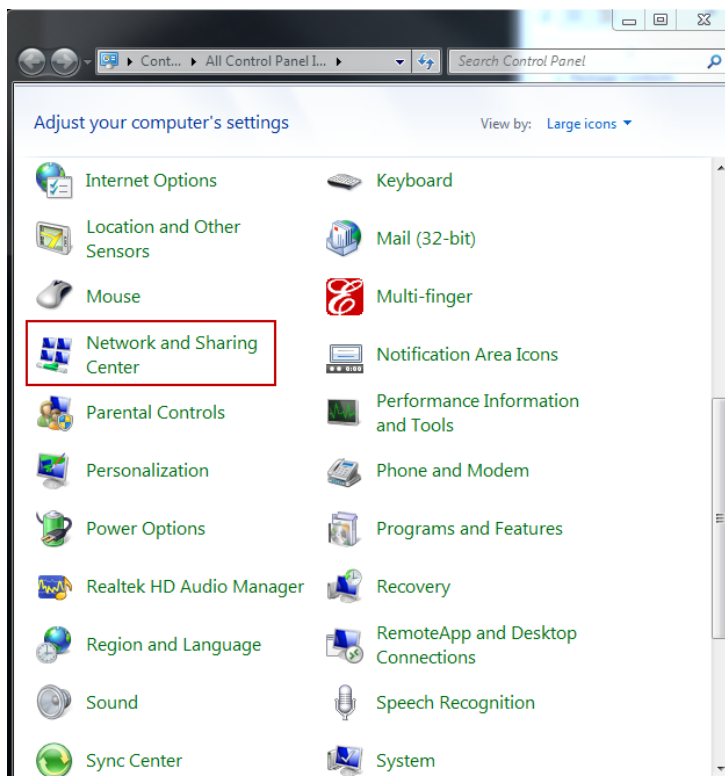 Cont... All Control Panel I... Search Control Panel
Adjust your computer's settings View by: Large icons
Internet Options Keyboard
Location and Other
Sensors
Mail (32-bit)
Mouse Multi-finger
Network and Sharing
Center
Notification Area Icons
Parental Controls
Performance Information
and Tools
Personalization Phone and Modem
Power Options Programs and Features
Realtek HD Audio Manager Recovery
Region and Language
RemoteApp and Desktop
Connections
Sound Speech Recognition
Sync Center System